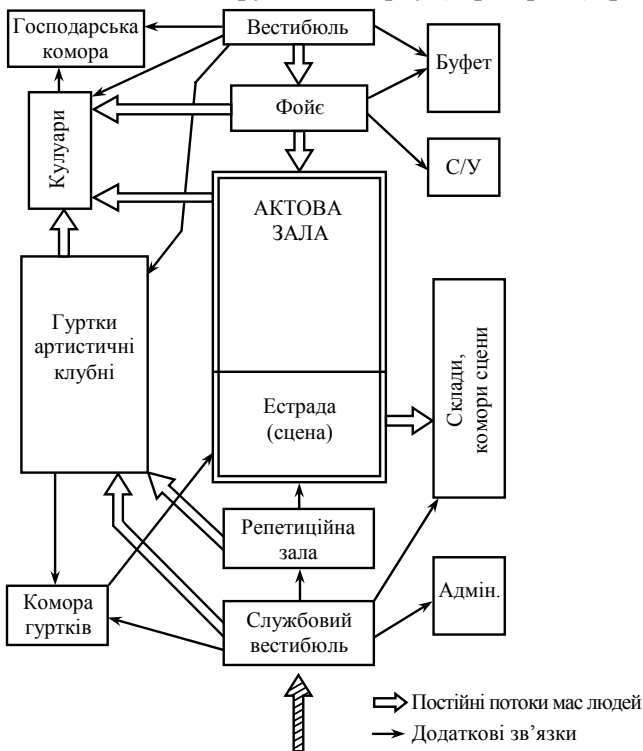 Господарська
комора
Вестибюль
Буфет
Фойє
Кулуари
С/У
АКТОВА
ЗАЛА
Гуртки
артистичні
клубні
Естрада
(сцена)
Склади,
комори сцени
Репетиційна
зала
Комора
гуртків
Службовий
вестибюль
Адмін.
Постійні потоки мас людей
Додаткові зв’язки